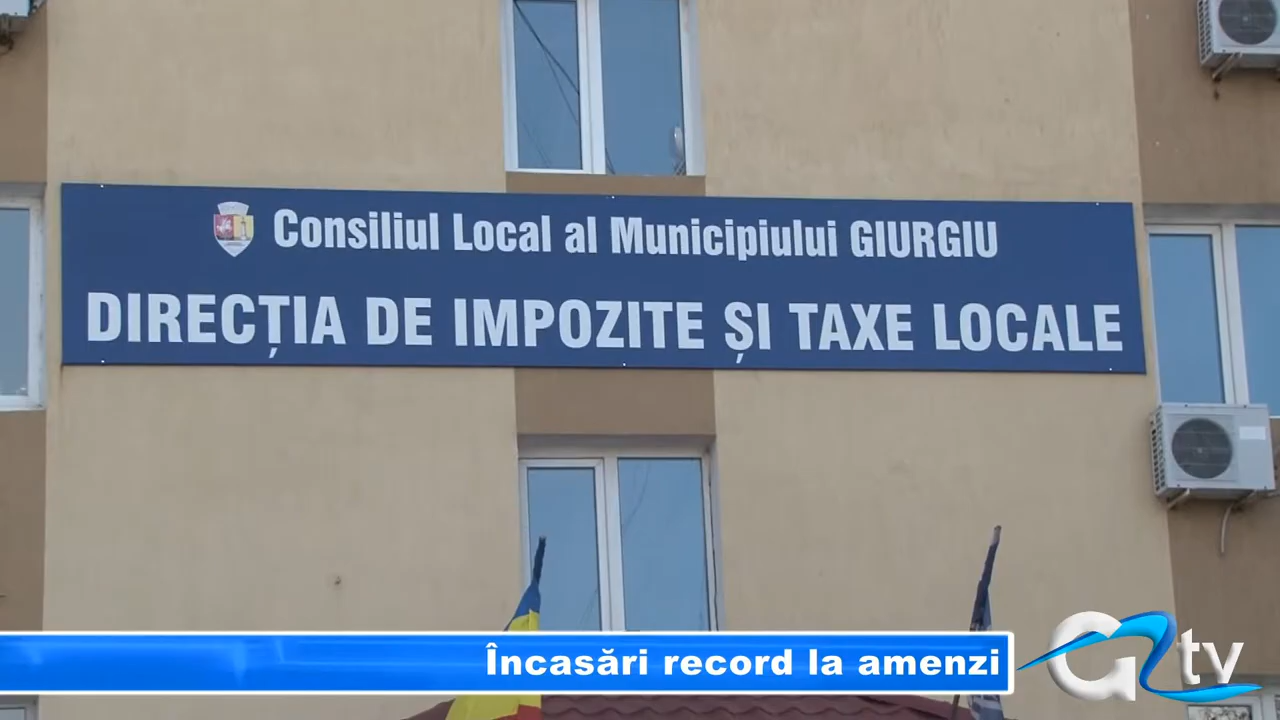 Consiliul Local al Municipiului GIURGIU
DIRECȚIA DE IMPOZITE ȘI TAXE LOCALE
Încasări record la amenzi
G tv